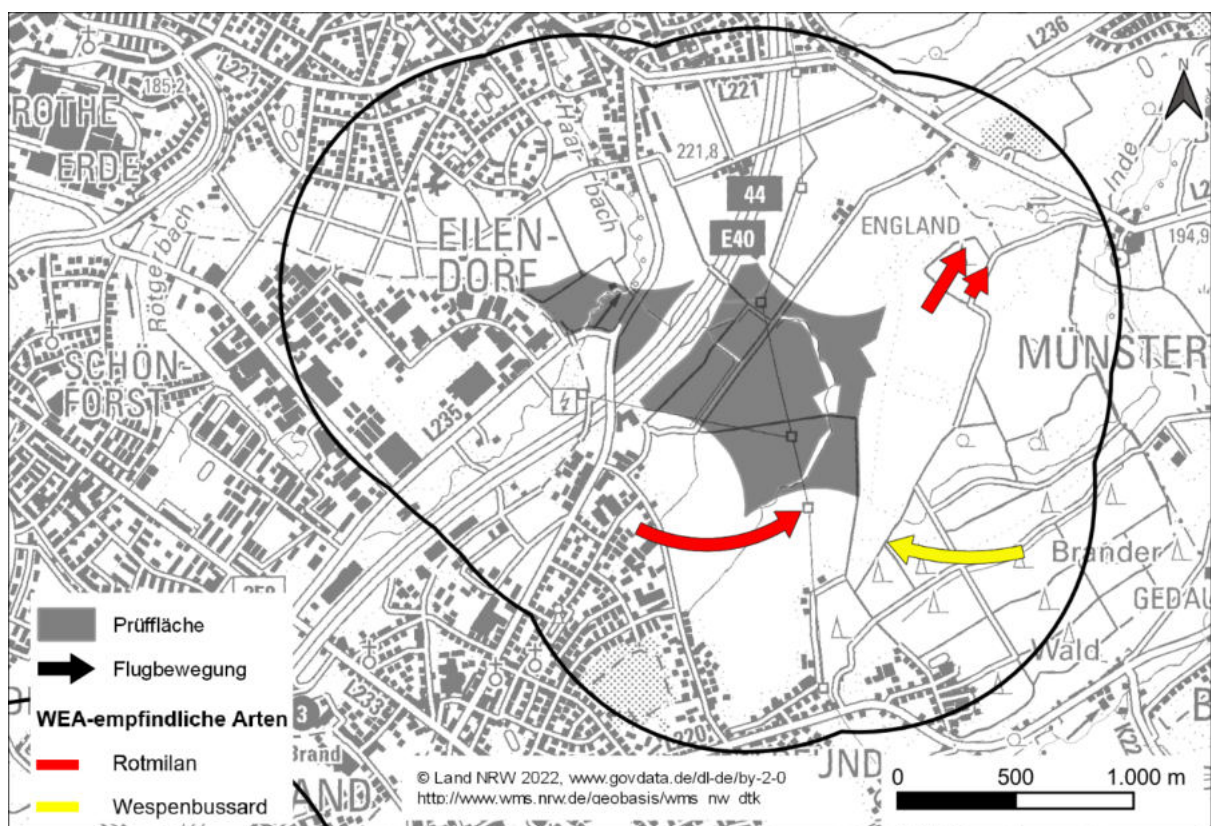 L221
L236
185,2
ROTHE
ERDE
L221
Haar-
bach
221,8
Inde
44
E40
ENGLAND
194,9
EILEN-
DORF
Rötgerbach
SCHÖN-
FORST
MÜNSTER
L235
Brander
GEDAU
Wald
Prüffläche
Flugbewegung
WEA-empfindliche Arten
Rotmilan
Wespenbussard
L233
3
Brand
L220
K22
© Land NRW 2022, www.govdata.de/dl-de/by-2-0
http://www.wms.nrw.de/geobasis/wms_nw_dtk
N
0 500 1.000 m